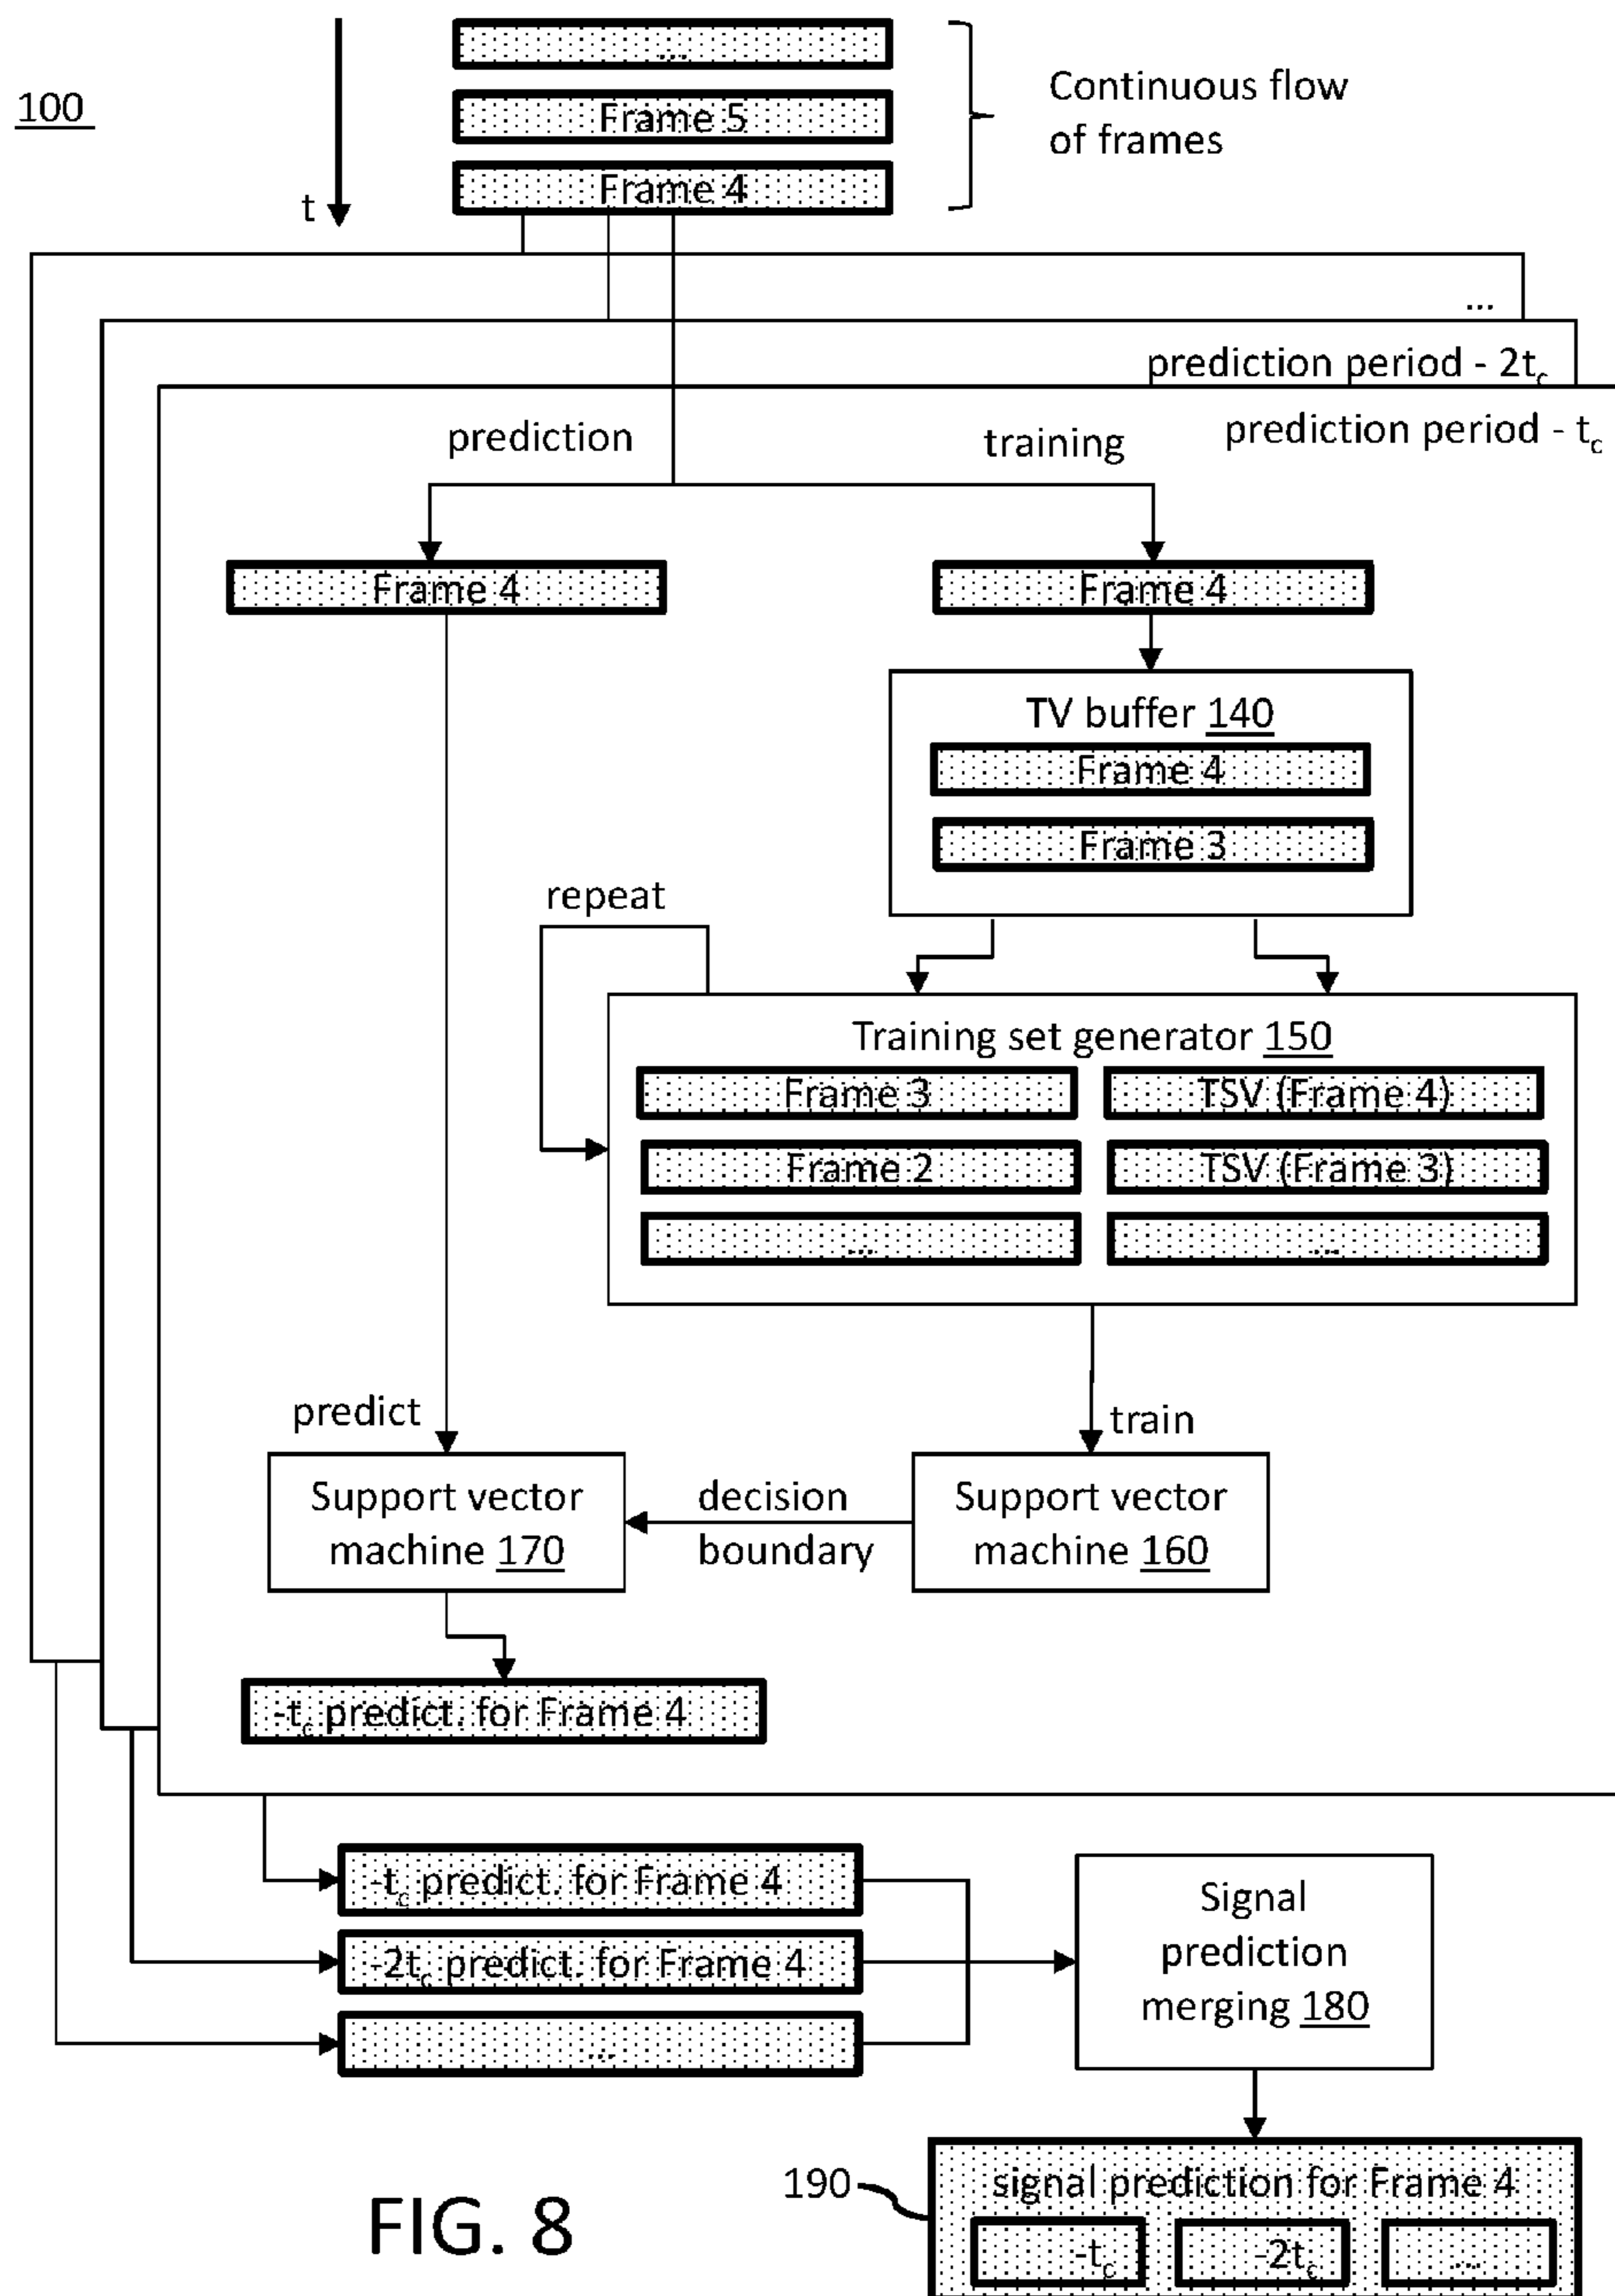 100
...
Frame 5
Frame 4
t
Continuous flow
of frames
...
prediction period - 2tc
prediction period - tc
prediction
training
Frame 4
Frame 4
TV buffer 140
Frame 4
Frame 3
repeat
Training set generator 150
Frame 3
TSV (Frame 4)
Frame 2
TSV (Frame 3)
...
...
predict
train
Support vector
machine 170
decision
boundary
Support vector
machine 160
-tc predict. for Frame 4
-tc predict. for Frame 4
-2tc predict. for Frame 4
...
Signal
prediction
merging 180
190
signal prediction for Frame 4
-tc
-2tc
...
FIG. 8